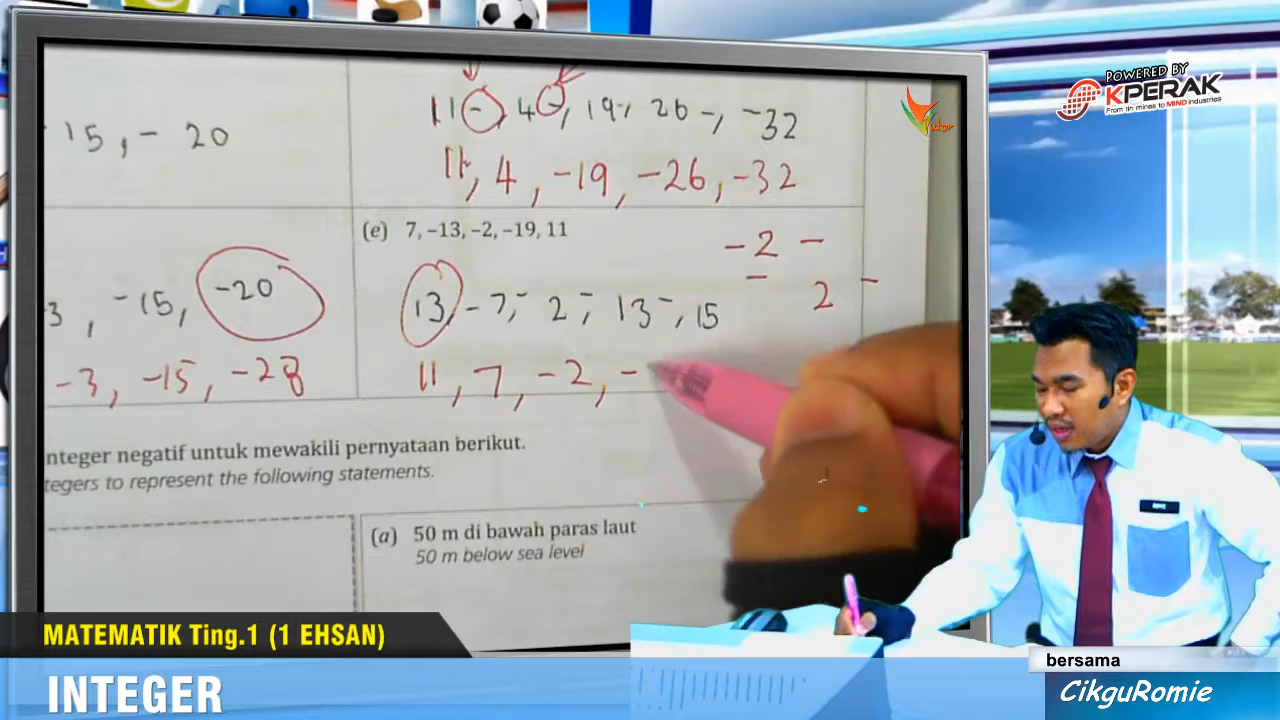 POWERED BY
KPERAK
From tin mines to MIND industries
Tutor
15, - 20
11 -, 4 -, 19 -, 26 -, -32
11, 4, -19, -26, -32
(e) 7, –13, –2, –19, 11
-2 -
- 2 -
3, -15, -20
13, - 7, - 2, - 13 -, 15
-3, -15, -28
11, 7, -2, -
nteger negatif untuk mewakili pernyataan berikut.
tegers to represent the following statements.
(a) 50 m di bawah paras laut
50 m below sea level
MATEMATIK Ting.1 (1 EHSAN)
INTEGER
bersama
CikguRomie